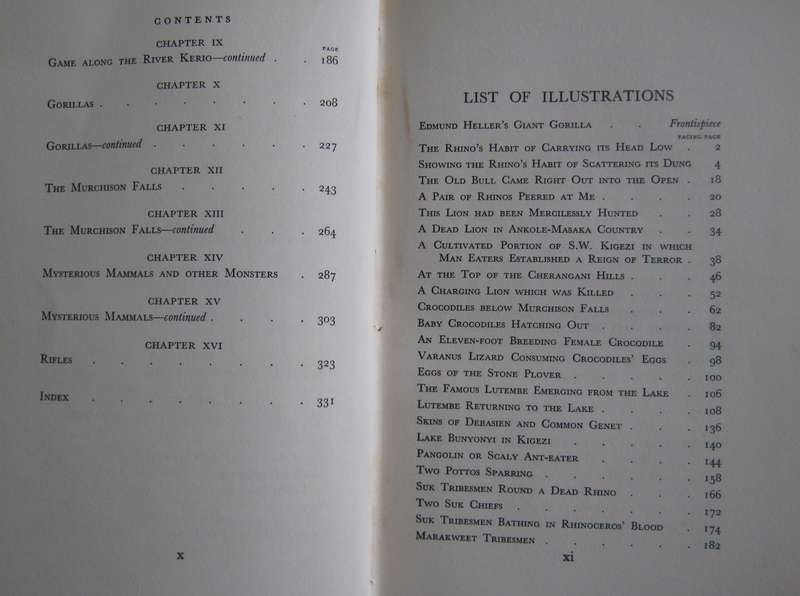 CONTENTS
CHAPTER IX
PAGE
GAME ALONG THE RIVER KERIO—continued . . 186
CHAPTER X
GORILLAS . . . . . . . . 208
CHAPTER XI
GORILLAS—continued . . . . . . 227
CHAPTER XII
THE MURCHISON FALLS . . . . . 243
CHAPTER XIII
THE MURCHISON FALLS—continued . . . 264
CHAPTER XIV
MYSTERIOUS MAMMALS AND OTHER MONSTERS . 287
CHAPTER XV
MYSTERIOUS MAMMALS—continued . . . . 303
CHAPTER XVI
RIFLES . . . . . . . . 323
INDEX . . . . . . . . 331
x
LIST OF ILLUSTRATIONS
EDMUND HELLER'S GIANT GORILLA . . Frontispiece
FACING PAGE
THE RHINO'S HABIT OF CARRYING ITS HEAD LOW . 2
SHOWING THE RHINO'S HABIT OF SCATTERING ITS DUNG 4
THE OLD BULL CAME RIGHT OUT INTO THE OPEN . 18
A PAIR OF RHINOS PEERED AT ME . . . . 20
THIS LION HAD BEEN MERCILESSLY HUNTED . . 28
A DEAD LION IN ANKOLE-MASAKA COUNTRY . . 34
A CULTIVATED PORTION OF S.W. KIGEZI IN WHICH
MAN EATERS ESTABLISHED A REIGN OF TERROR . 38
AT THE TOP OF THE CHERANGANI HILLS . . . 46
A CHARGING LION WHICH WAS KILLED . . . 52
CROCODILES BELOW MURCHISON FALLS . . . 62
BABY CROCODILES HATCHING OUT . . . . 82
AN ELEVEN-FOOT BREEDING FEMALE CROCODILE . 94
VARANUS LIZARD CONSUMING CROCODILES' EGGS . 98
EGGS OF THE STONE PLOVER . . . . . 100
THE FAMOUS LUTEMBE EMERGING FROM THE LAKE . 106
LUTEMBE RETURNING TO THE LAKE . . . . 108
SKINS OF DEBASIEN AND COMMON GENET . . . 136
LAKE BUNYONYI IN KIGEZI . . . . . 140
PANGOLIN OR SCALY ANT-EATER . . . . 144
TWO POTTOS SPARRING . . . . . . 158
SUK TRIBESMEN ROUND A DEAD RHINO . . . 166
TWO SUK CHIEFS . . . . . . . 172
SUK TRIBESMEN BATHING IN RHINOCEROS' BLOOD . 174
MARAKWEET TRIBESMEN . . . . . . 182
xi